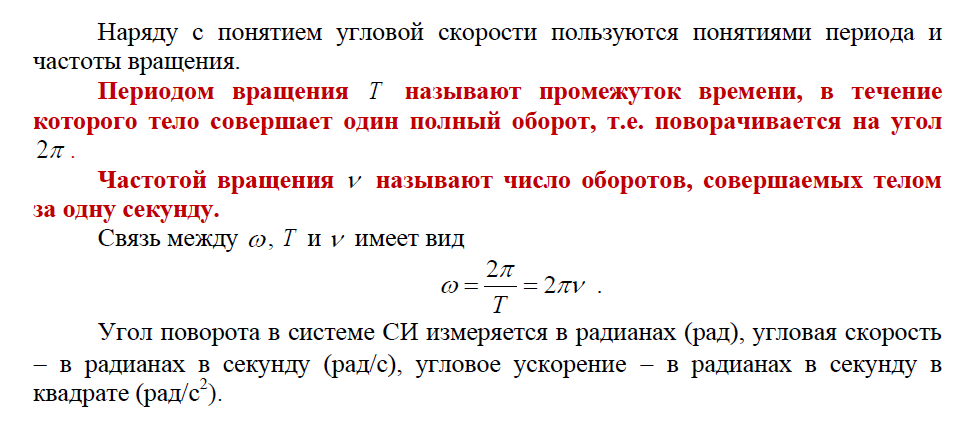 Наряду с понятием угловой скорости пользуются понятиями периода и
частоты вращения.
Периодом вращения T называют промежуток времени, в течение
которого тело совершает один полный оборот, т.е. поворачивается на угол
2π .
Частотой вращения ν называют число оборотов, совершаемых телом
за одну секунду.
Связь между ω, T и ν имеет вид
ω = 2π/T = 2πν .
Угол поворота в системе СИ измеряется в радианах (рад), угловая скорость
– в радианах в секунду (рад/с), угловое ускорение – в радианах в секунду в
квадрате (рад/с²).